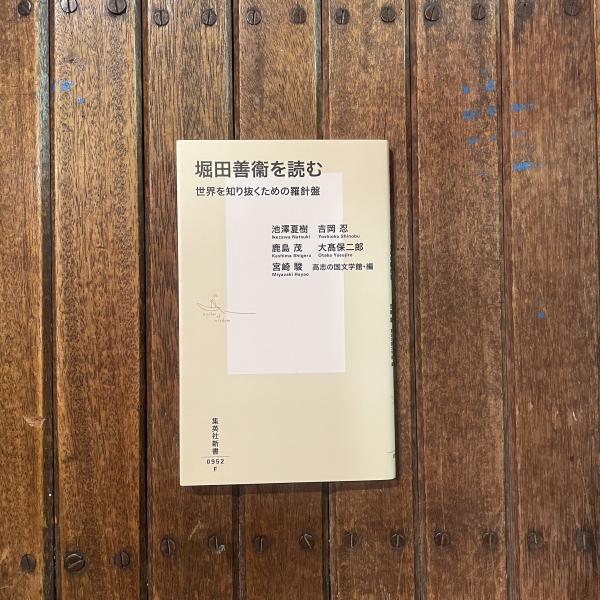 堀田善衞を読む
世界を知り抜くための羅針盤
池澤夏樹 吉岡 忍
Ikezawa Natsuki Yoshioka Shinobu
鹿島 茂 大髙保二郎
Kashima Shigeru Otaka Yasujiro
宮崎 駿 高志の国文学館・編
Miyazaki Hayao
a pilot of wisdom
集英社新書
0952
F